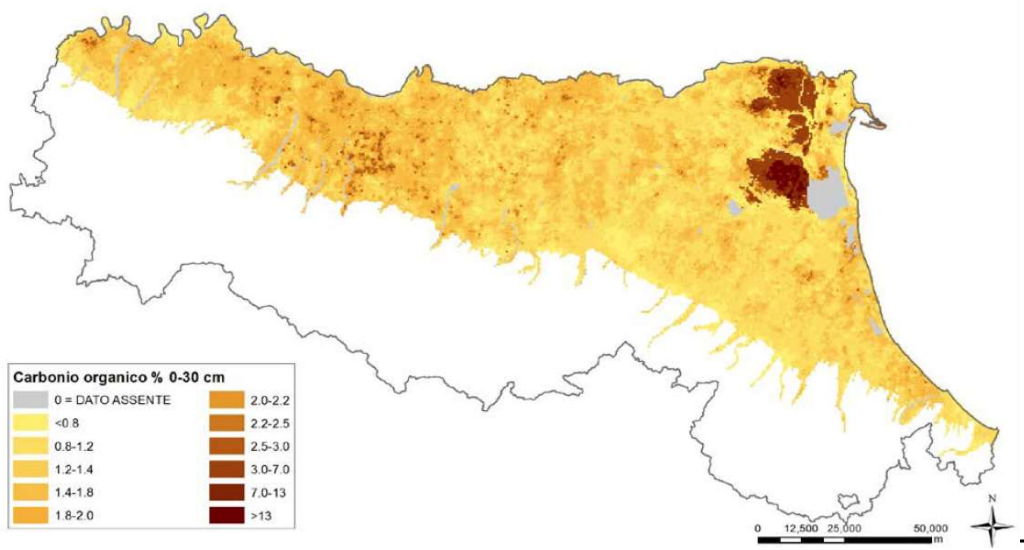 Carbonio organico % 0-30 cm
0 = DATO ASSENTE
<0.8
0.8-1.2
1.2-1.4
1.4-1.8
1.8-2.0
2.0-2.2
2.2-2.5
2.5-3.0
3.0-7.0
7.0-13
>13
N
0 12,500 25,000 50,000
m